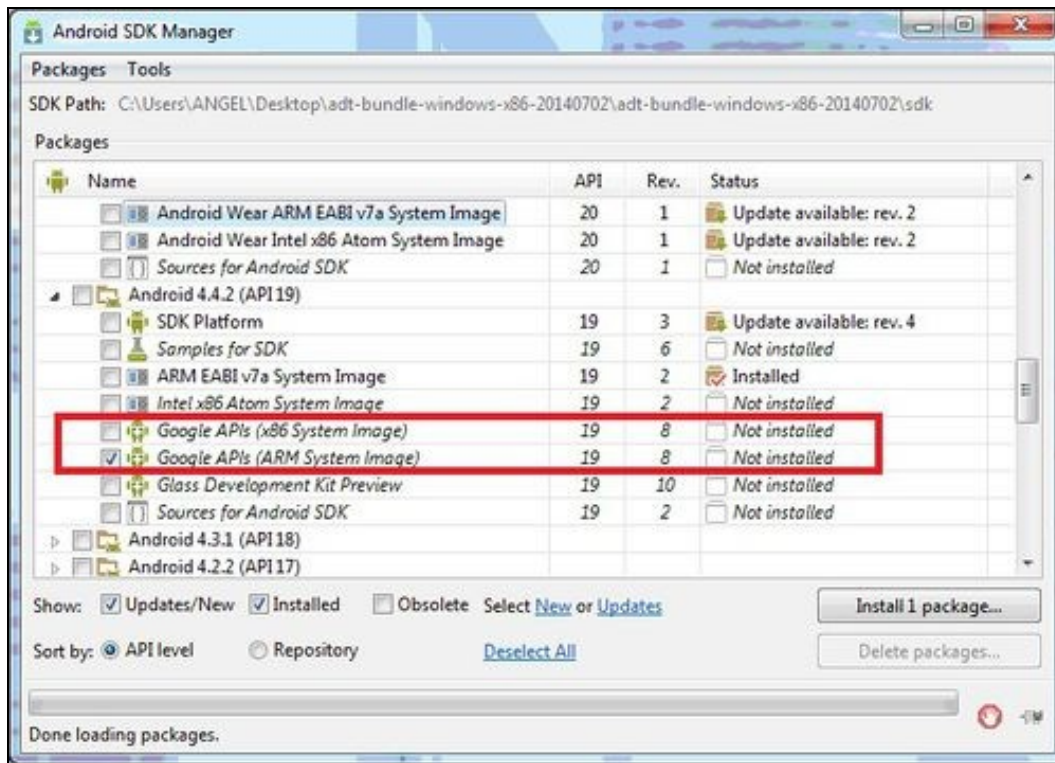 Android SDK Manager
Packages Tools
SDK Path: C:\Users\ANGEL\Desktop\adt-bundle-windows-x86-20140702\adt-bundle-windows-x86-20140702\sdk
Packages
Name API Rev. Status
Android Wear ARM EABI v7a System Image 20 1 Update available: rev. 2
Android Wear Intel x86 Atom System Image 20 1 Update available: rev. 2
Sources for Android SDK 20 1 Not installed
Android 4.4.2 (API 19)
SDK Platform 19 3 Update available: rev. 4
Samples for SDK 19 6 Not installed
ARM EABI v7a System Image 19 2 Installed
Intel x86 Atom System Image 19 2 Not installed
Google APIs (x86 System Image) 19 8 Not installed
Google APIs (ARM System Image) 19 8 Not installed
Glass Development Kit Preview 19 10 Not installed
Sources for Android SDK 19 2 Not installed
Android 4.3.1 (API 18)
Android 4.2.2 (API 17)
Show: Updates/New Installed Obsolete Select New or Updates Install 1 package...
Sort by: API level Repository Deselect All Delete packages...
Done loading packages.